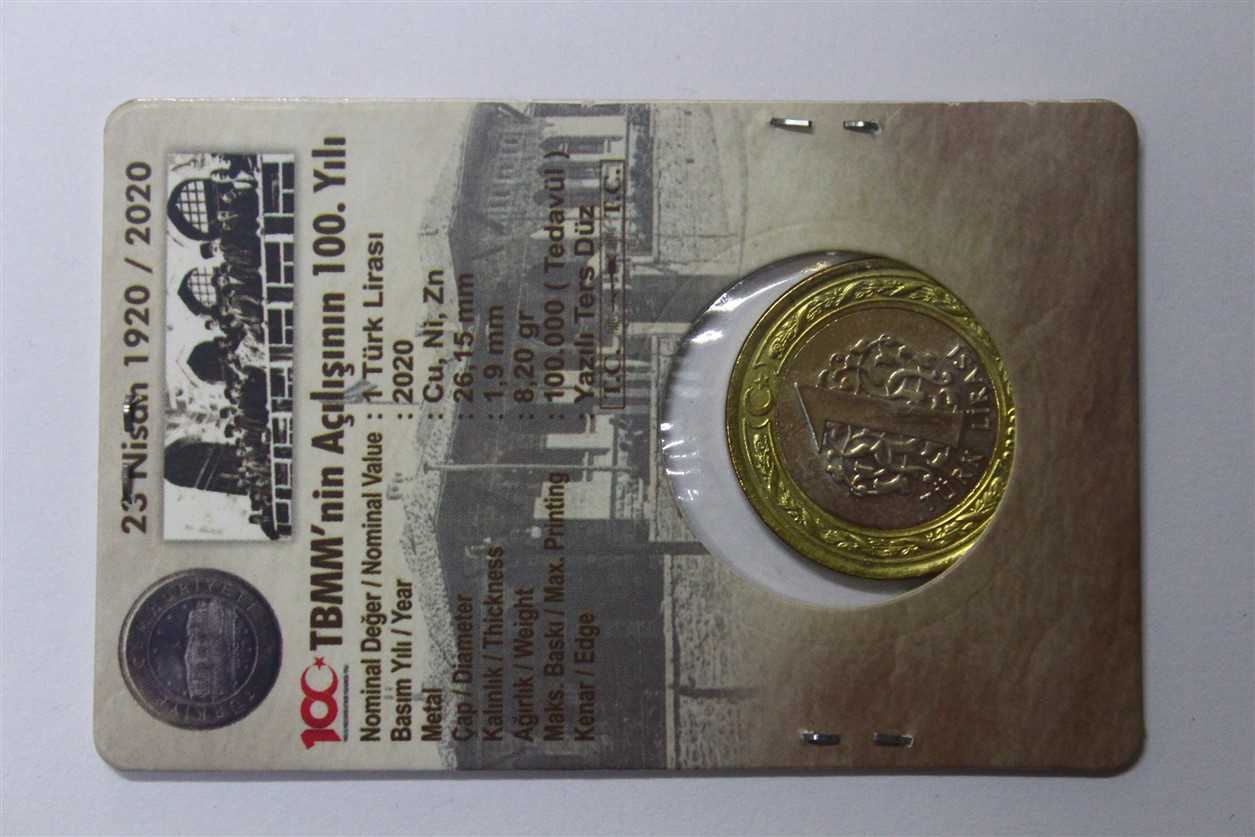 23 Nisan 1920 / 2020
100 TBMM’nin Açılışının 100. Yılı
Nominal Değer / Nominal Value : 1 Türk Lirası
Basım Yılı / Year : 2020
Metal : Cu, Ni, Zn
Çap / Diameter : 26,15 mm
Kalınlık / Thickness : 1,9 mm
Ağırlık / Weight : 8,20 gr
Maks. Baskı / Max. Printing : 100.000 ( Tedavül )
Kenar / Edge : Yazılı Ters Düz
T.C. T.C.
1
TÜRK LİRASI